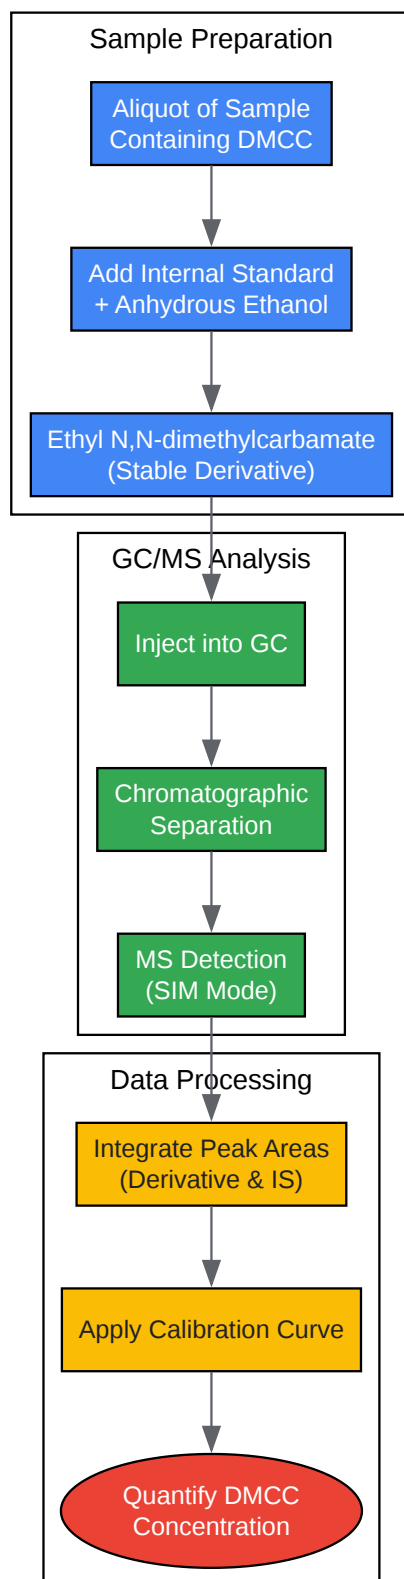 Sample Preparation
Aliquot of Sample
Containing DMCC
Add Internal Standard
+ Anhydrous Ethanol
Ethyl N,N-dimethylcarbamate
(Stable Derivative)
GC/MS Analysis
Inject into GC
Chromatographic
Separation
MS Detection
(SIM Mode)
Data Processing
Integrate Peak Areas
(Derivative & IS)
Apply Calibration Curve
Quantify DMCC
Concentration